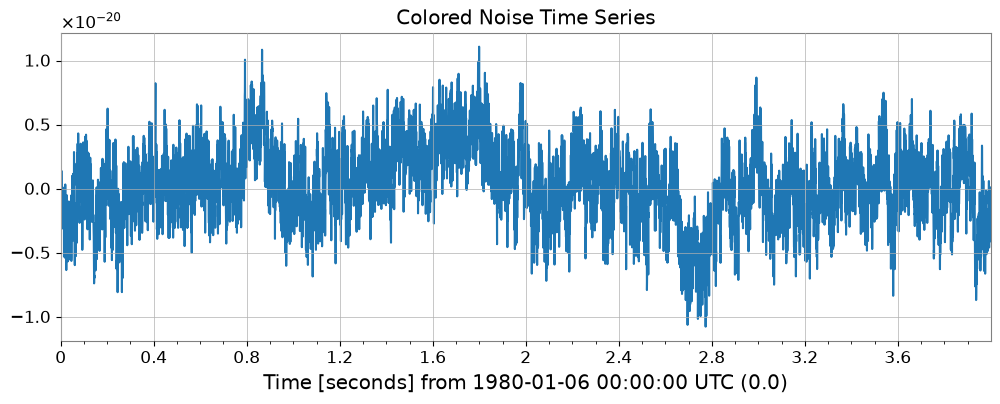 Colored Noise Time Series
×10⁻²⁰
1.0
0.5
0.0
−0.5
−1.0
0 0.4 0.8 1.2 1.6 2 2.4 2.8 3.2 3.6
Time [seconds] from 1980-01-06 00:00:00 UTC (0.0)